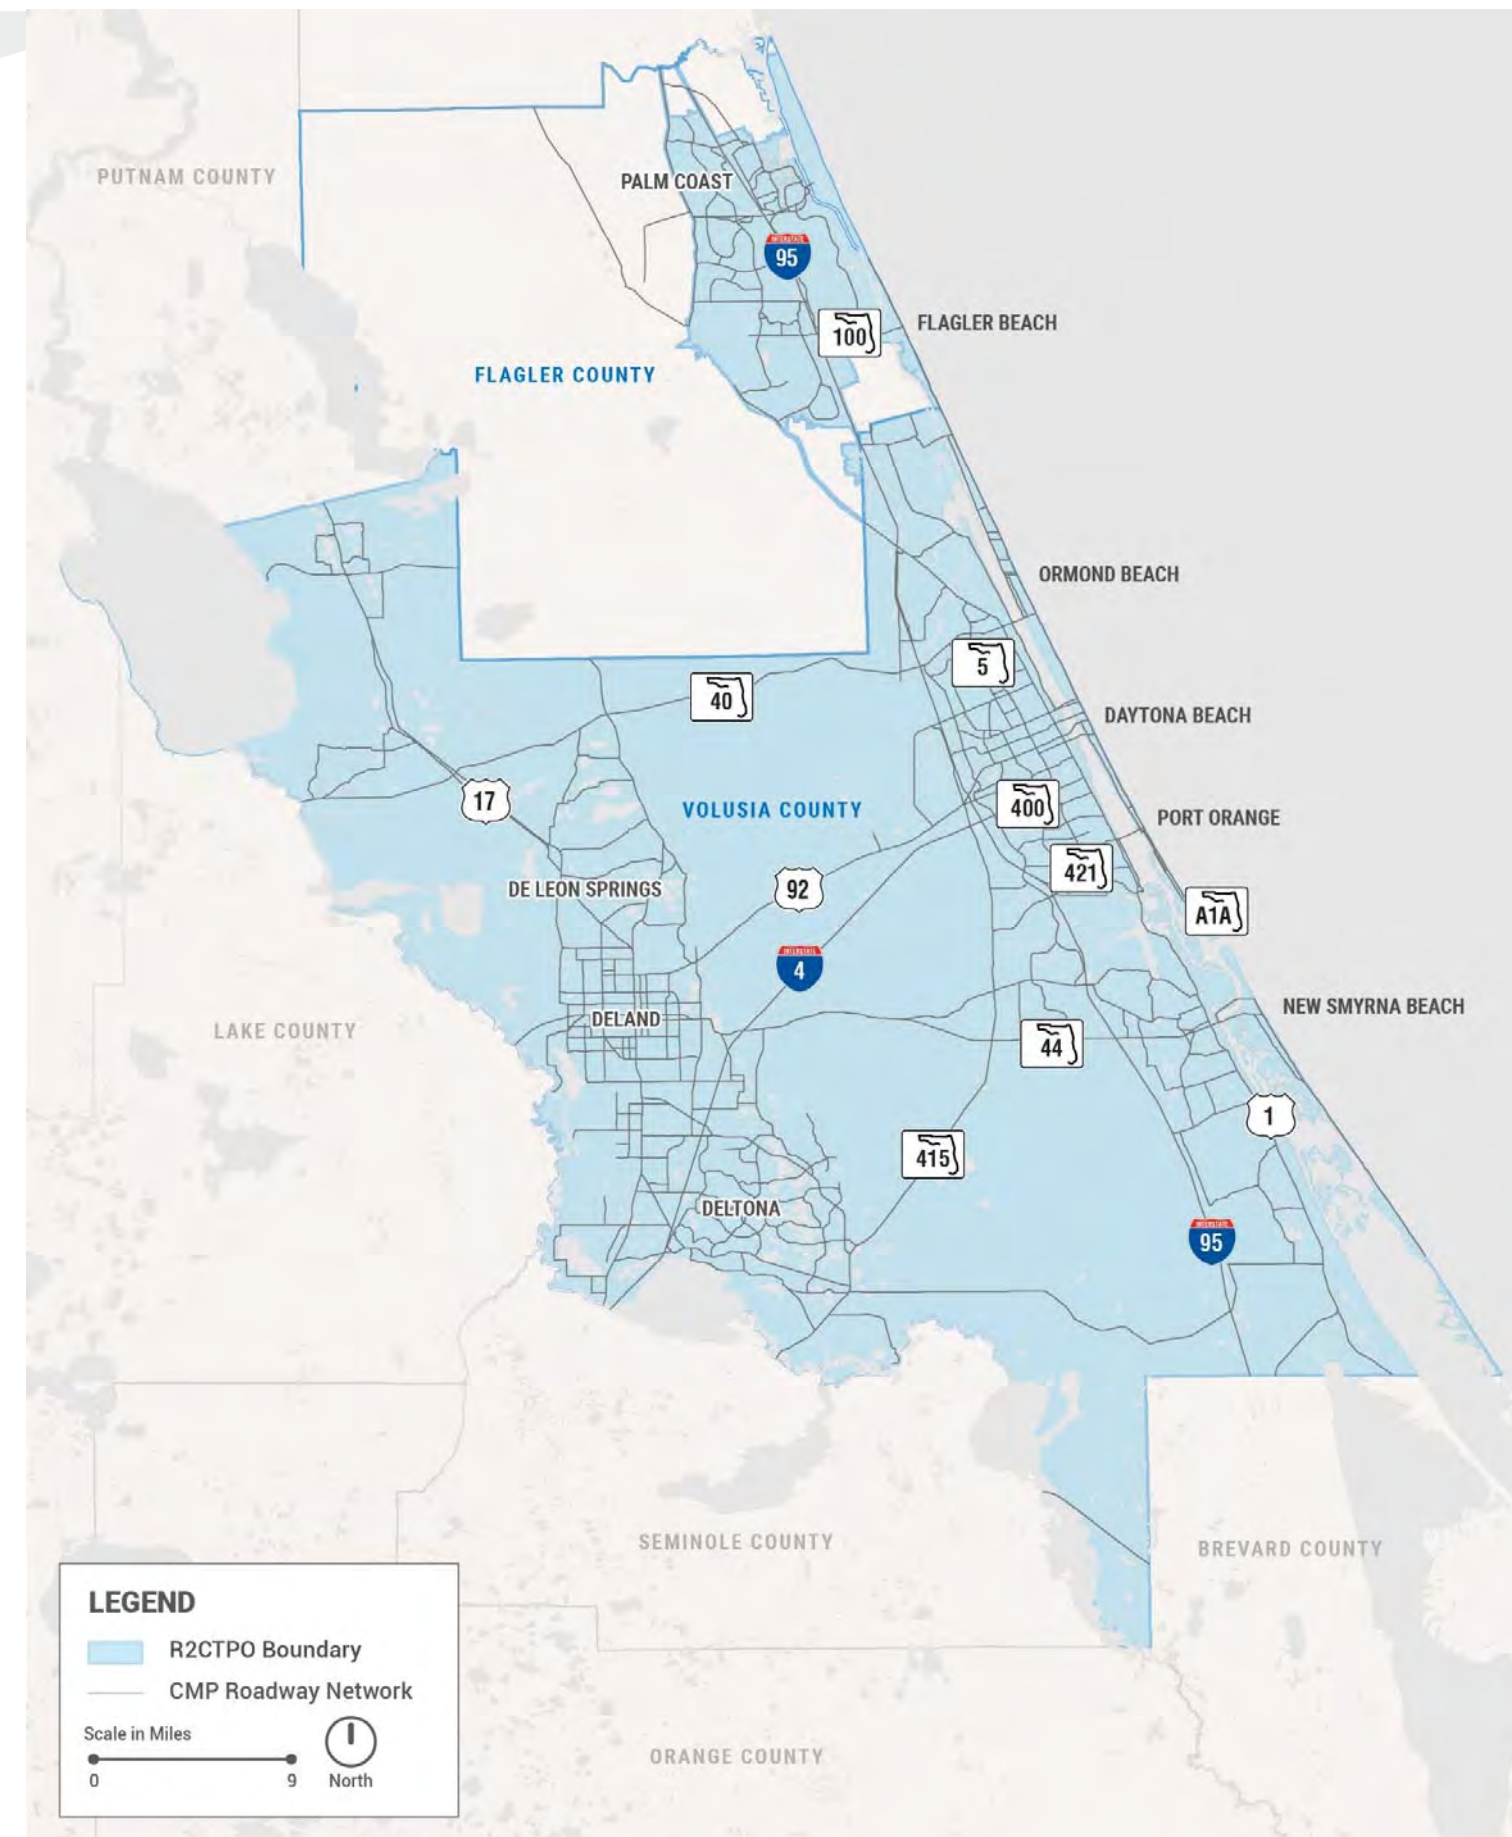 PUTNAM COUNTY
PALM COAST
INTERSTATE
95
100
FLAGLER BEACH
FLAGLER COUNTY
ORMOND BEACH
5
40
DAYTONA BEACH
17
VOLUSIA COUNTY
400
PORT ORANGE
421
DE LEON SPRINGS
92
A1A
INTERSTATE
4
NEW SMYRNA BEACH
LAKE COUNTY
DELAND
44
1
415
DELTONA
INTERSTATE
95
SEMINOLE COUNTY
BREVARD COUNTY
LEGEND
R2CTPO Boundary
CMP Roadway Network
Scale in Miles
0 9 North
ORANGE COUNTY